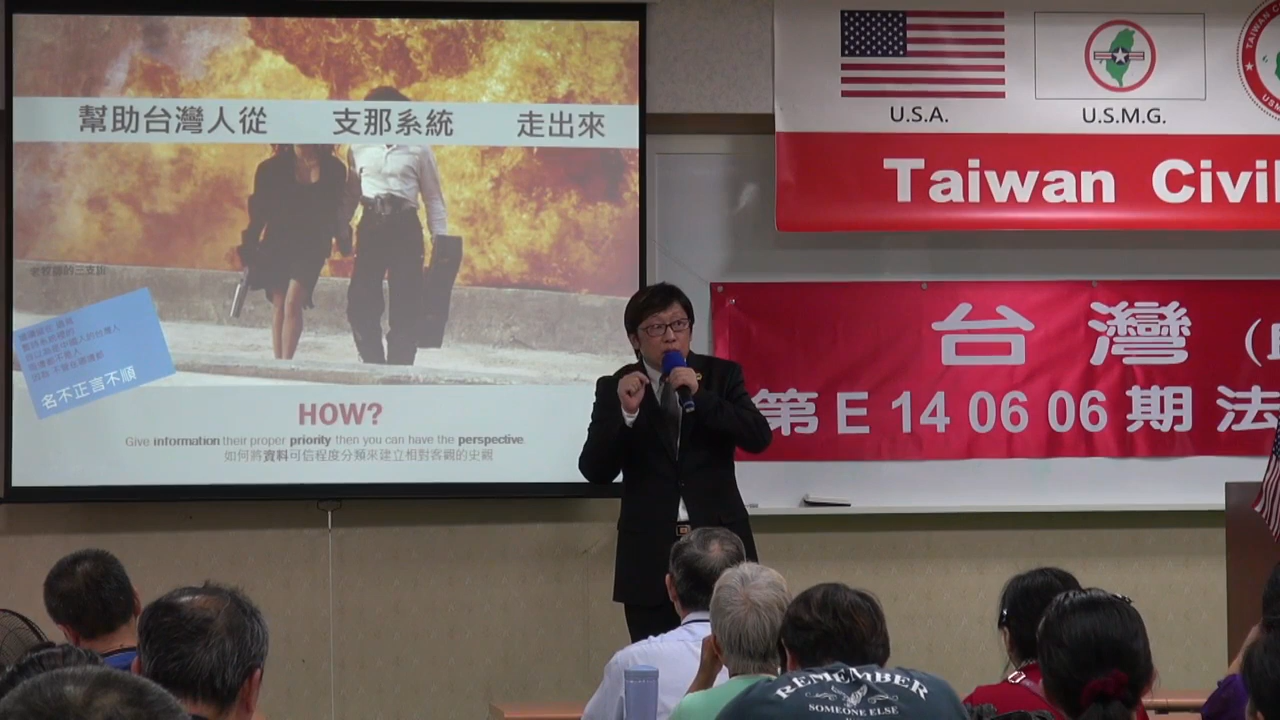 幫助台灣人從 支那系統 走出來
名不正言不順
HOW?
Give information their proper priority then you can have the perspective.
如何將資料可信程度分類來建立相對客觀的史觀
U.S.A.
U.S.M.G.
Taiwan Civil
台灣(
第E 14 06 06 期 法
REMEMBER
SOMEONE ELSE